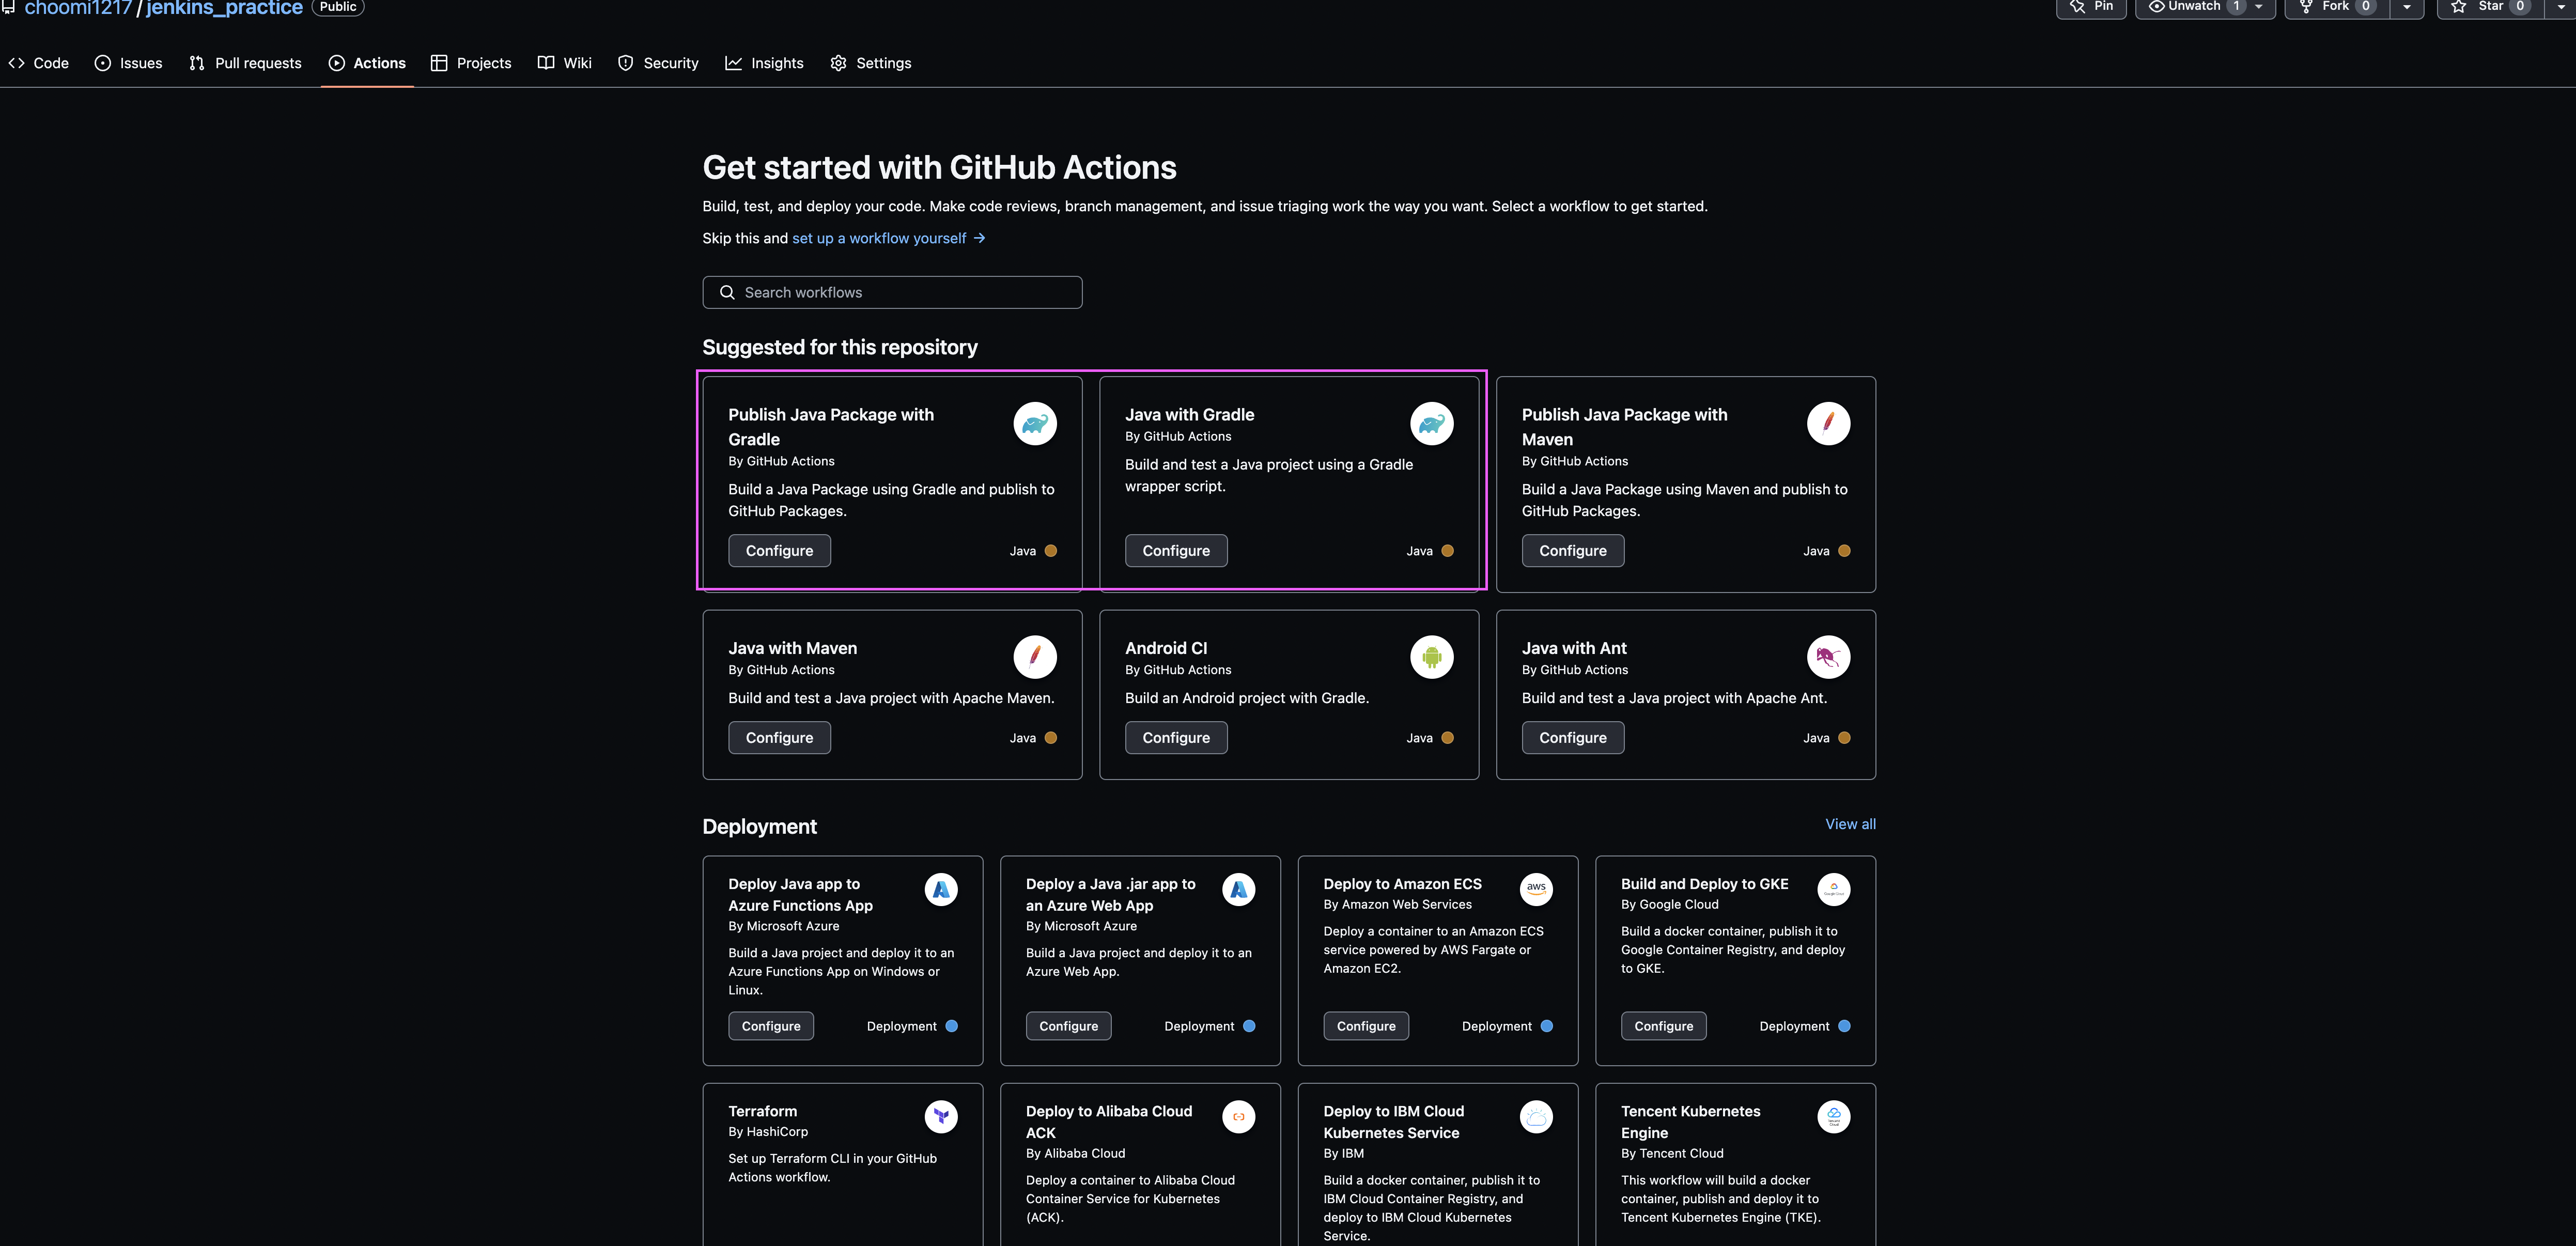 choomi1217 / jenkins_practice Public
Pin
Unwatch 1
Fork 0
Star 0
Code
Issues
Pull requests
Actions
Projects
Wiki
Security
Insights
Settings
Get started with GitHub Actions
Build, test, and deploy your code. Make code reviews, branch management, and issue triaging work the way you want. Select a workflow to get started.
Skip this and set up a workflow yourself →
Search workflows
Suggested for this repository
Publish Java Package with
Gradle
By GitHub Actions
Build a Java Package using Gradle and publish to
GitHub Packages.
Configure
Java
Java with Gradle
By GitHub Actions
Build and test a Java project using a Gradle
wrapper script.
Configure
Java
Publish Java Package with
Maven
By GitHub Actions
Build a Java Package using Maven and publish to
GitHub Packages.
Configure
Java
Java with Maven
By GitHub Actions
Build and test a Java project with Apache Maven.
Configure
Java
Android CI
By GitHub Actions
Build an Android project with Gradle.
Configure
Java
Java with Ant
By GitHub Actions
Build and test a Java project with Apache Ant.
Configure
Java
Deployment
View all
Deploy Java app to
Azure Functions App
By Microsoft Azure
Build a Java project and deploy it to an
Azure Functions App on Windows or
Linux.
Configure
Deployment
Deploy a Java .jar app to
an Azure Web App
By Microsoft Azure
Build a Java project and deploy it to an
Azure Web App.
Configure
Deployment
Deploy to Amazon ECS
aws
By Amazon Web Services
Deploy a container to an Amazon ECS
service powered by AWS Fargate or
Amazon EC2.
Configure
Deployment
Build and Deploy to GKE
By Google Cloud
Build a docker container, publish it to
Google Container Registry, and deploy
to GKE.
Configure
Deployment
Terraform
By HashiCorp
Set up Terraform CLI in your GitHub
Actions workflow.
Deploy to Alibaba Cloud
ACK
By Alibaba Cloud
Deploy a container to Alibaba Cloud
Container Service for Kubernetes
(ACK).
Deploy to IBM Cloud
Kubernetes Service
By IBM
Build a docker container, publish it to
IBM Cloud Container Registry, and
deploy to IBM Cloud Kubernetes
Service.
Tencent Kubernetes
Engine
By Tencent Cloud
This workflow will build a docker
container, publish and deploy it to
Tencent Kubernetes Engine (TKE).